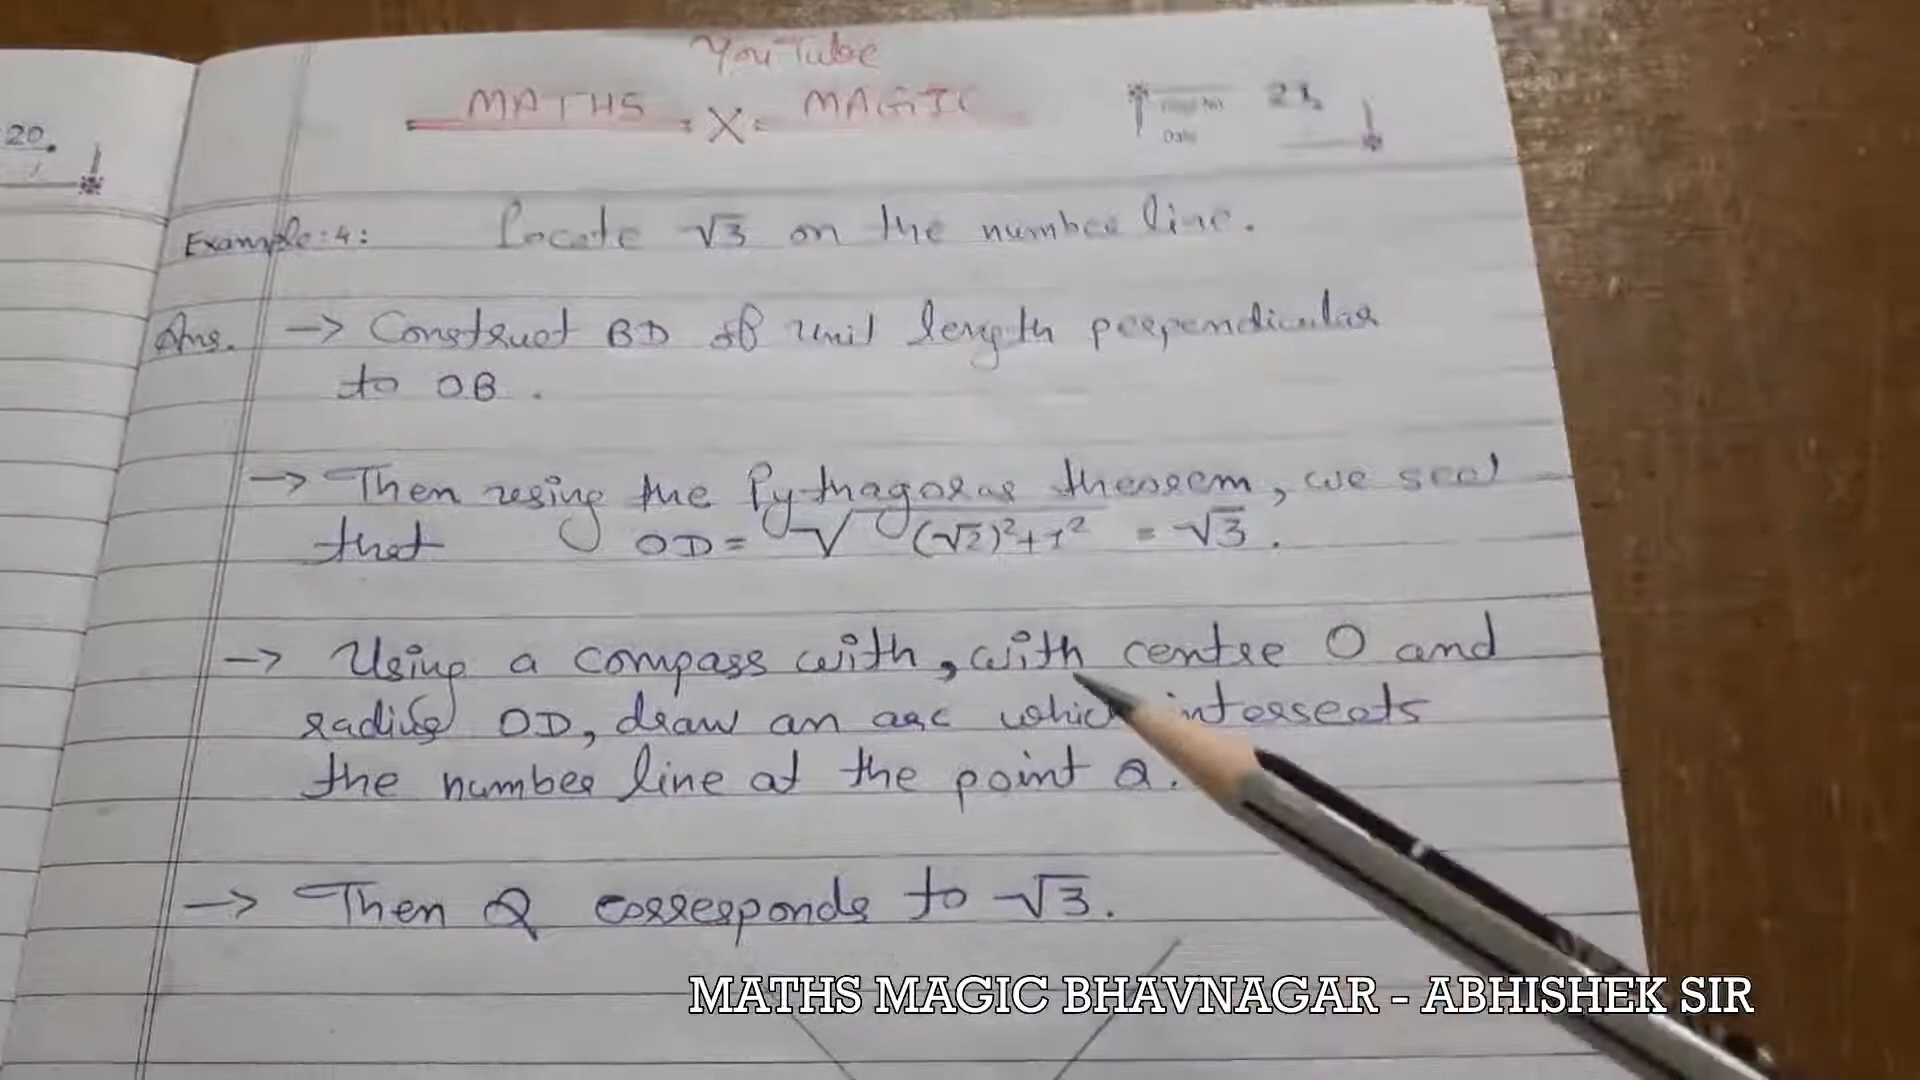 YouTube
MATHS X MAGIC
Page No 21.
Date
20.
Example:4: Locate √3 on the number line.
Ans. → Construct BD of unit length perpendicular
to OB.
→ Then using the Pythagoras theorem, we see
that OD = √(√2)²+1² = √3.
→ Using a compass with, with centre O and
radius OD, draw an arc which intersects
the number line at the point Q.
→ Then Q corresponds to √3.
MATHS MAGIC BHAVNAGAR - ABHISHEK SIR